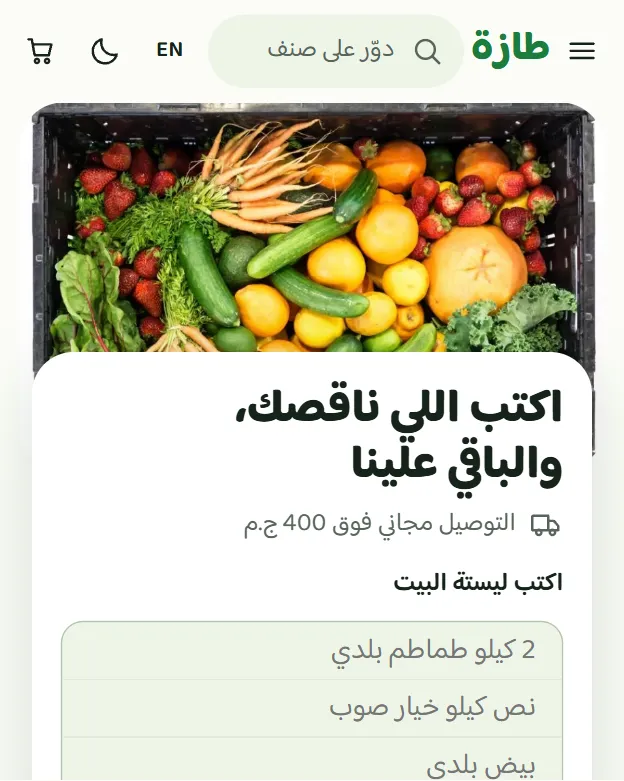 طازة
دوّر على صنف
EN
اكتب اللي ناقصك،
والباقي علينا
التوصيل مجاني فوق 400 ج.م
اكتب ليستة البيت
2 كيلو طماطم بلدي
نص كيلو خيار صوب
بيض بلدي